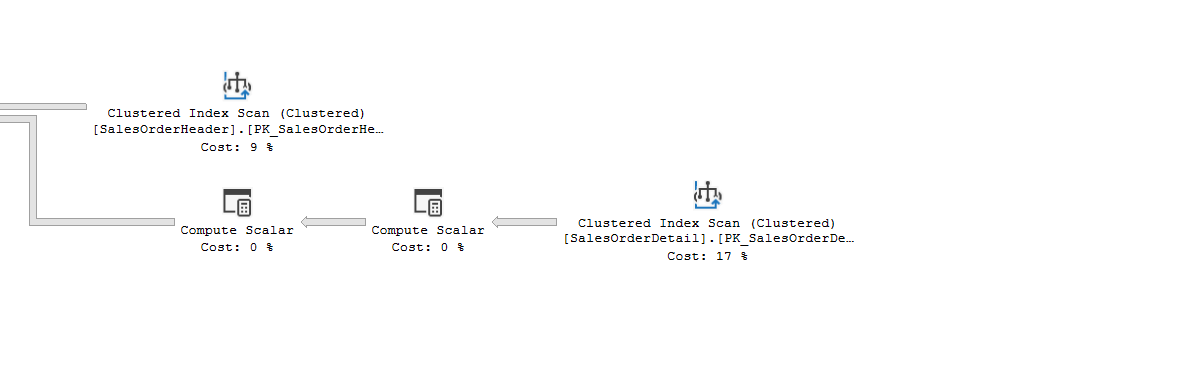 Clustered Index Scan (Clustered)
[SalesOrderHeader].[PK_SalesOrderHe…
Cost: 9 %
Compute Scalar
Cost: 0 %
Compute Scalar
Cost: 0 %
Clustered Index Scan (Clustered)
[SalesOrderDetail].[PK_SalesOrderDe…
Cost: 17 %